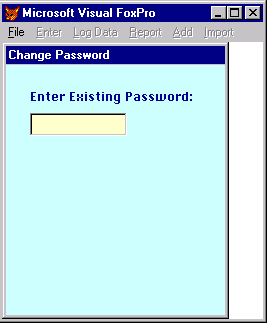 Microsoft Visual FoxPro
File Enter Log Data Report Add Import
Change Password
Enter Existing Password: